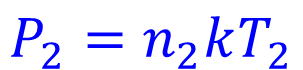 P₂ = n₂kT₂